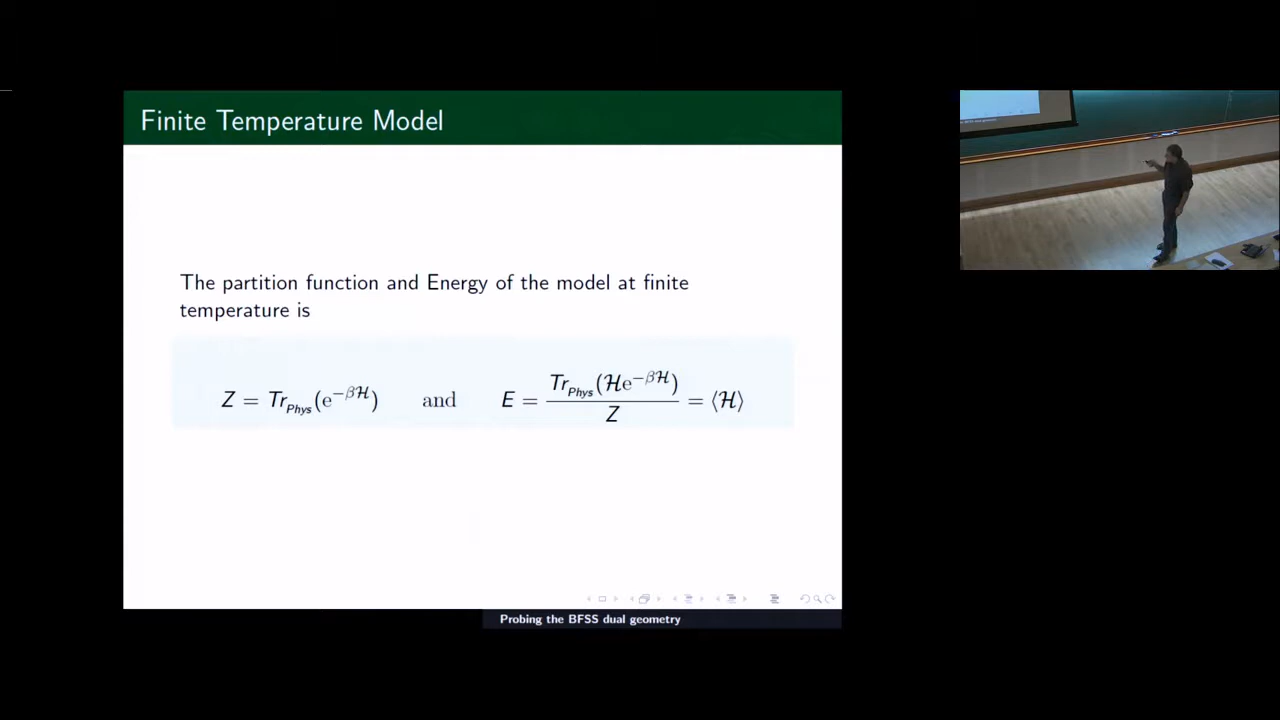 Finite Temperature Model
The partition function and Energy of the model at finite
temperature is
Z = Tr_{Phys}(e^{−βℋ}) and E = \frac{Tr_{Phys}(ℋe^{−βℋ})}{Z} = ⟨ℋ⟩
Probing the BFSS dual geometry